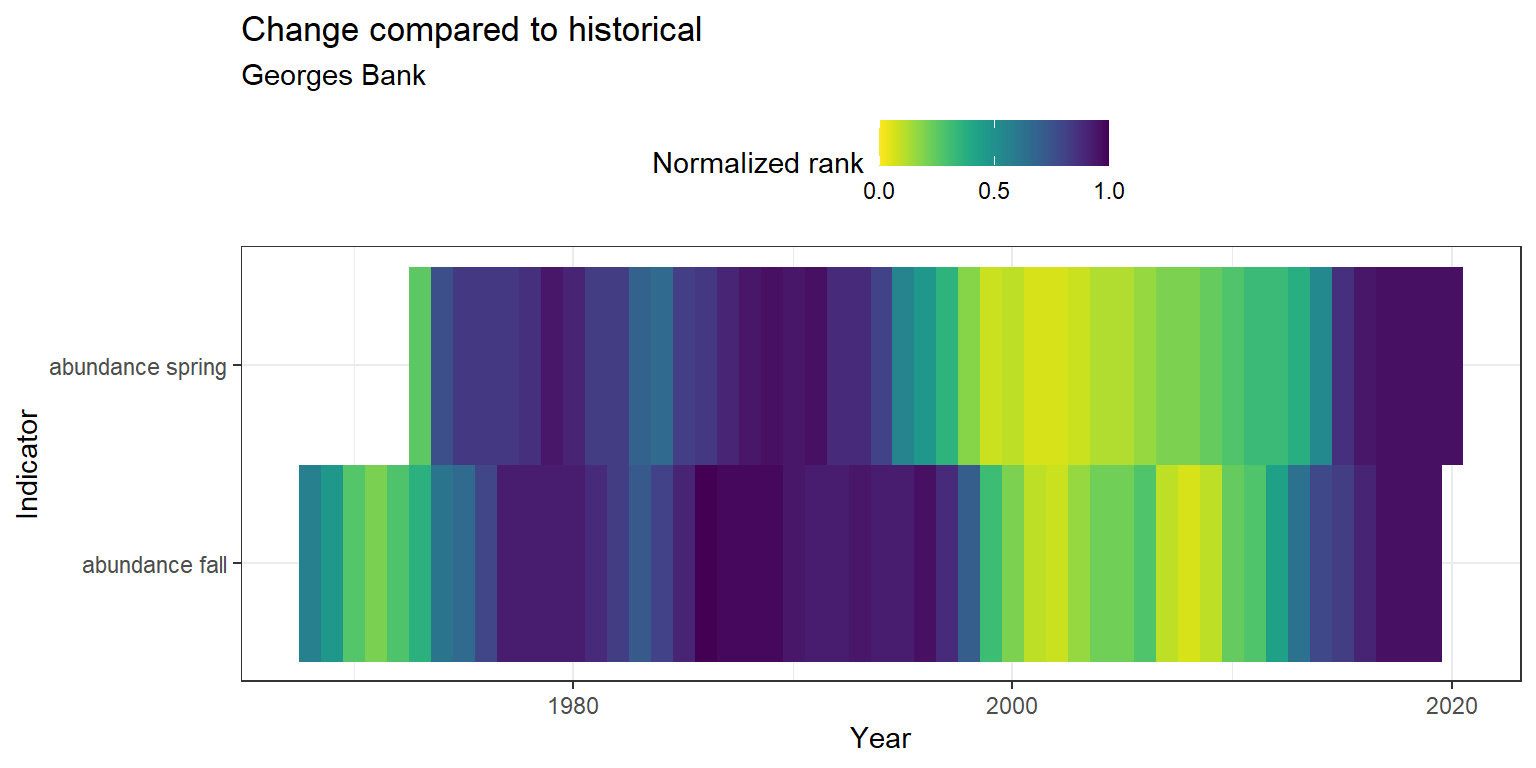 Change compared to historical
Georges Bank
Normalized rank
0.0 0.5 1.0
Indicator
abundance spring
abundance fall
1980 2000 2020
Year